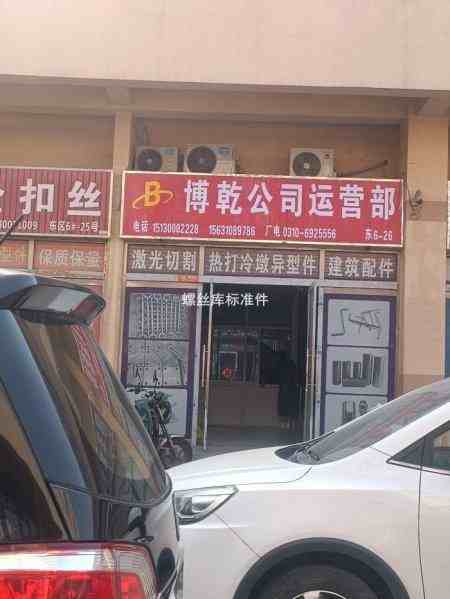 扣丝
东区6#-25号
保质保量
B 博乾公司运营部
电话 15130002228 15631089786 厂电 0310-6925556 东6-26
激光切割 热打冷墩异型件 建筑配件
螺丝库标准件